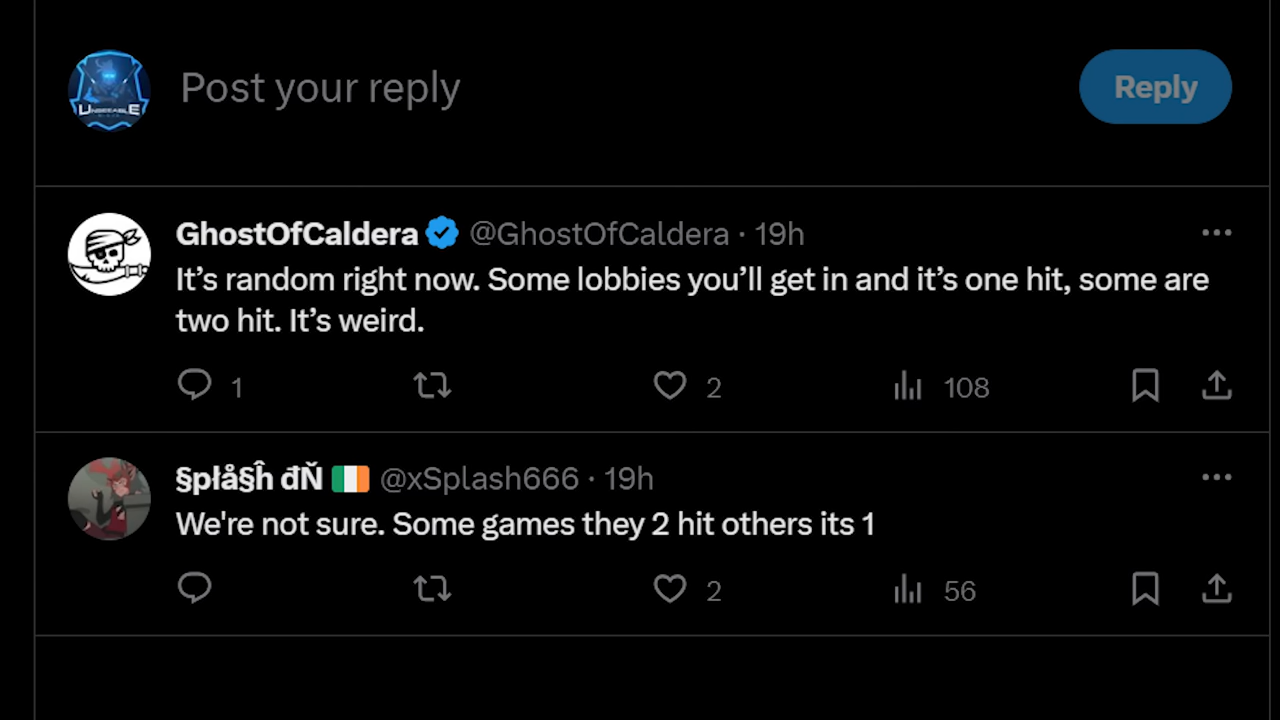 UNSEEABLE
Post your reply
Reply
GhostOfCaldera @GhostOfCaldera · 19h
It’s random right now. Some lobbies you’ll get in and it’s one hit, some are
two hit. It’s weird.
1 2 108
§płå§Ĥ đŇ @xSplash666 · 19h
We're not sure. Some games they 2 hit others its 1
2 56